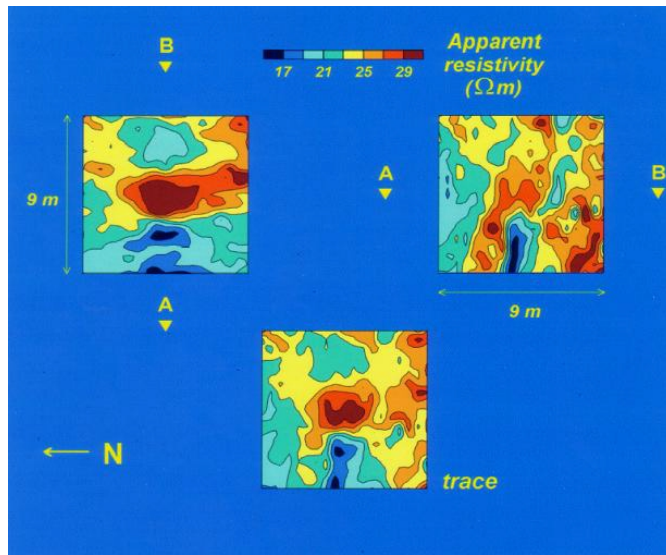 B
17 21 25 29
Apparent
resistivity
(Ωm)
9 m
A
B
A
9 m
N
trace